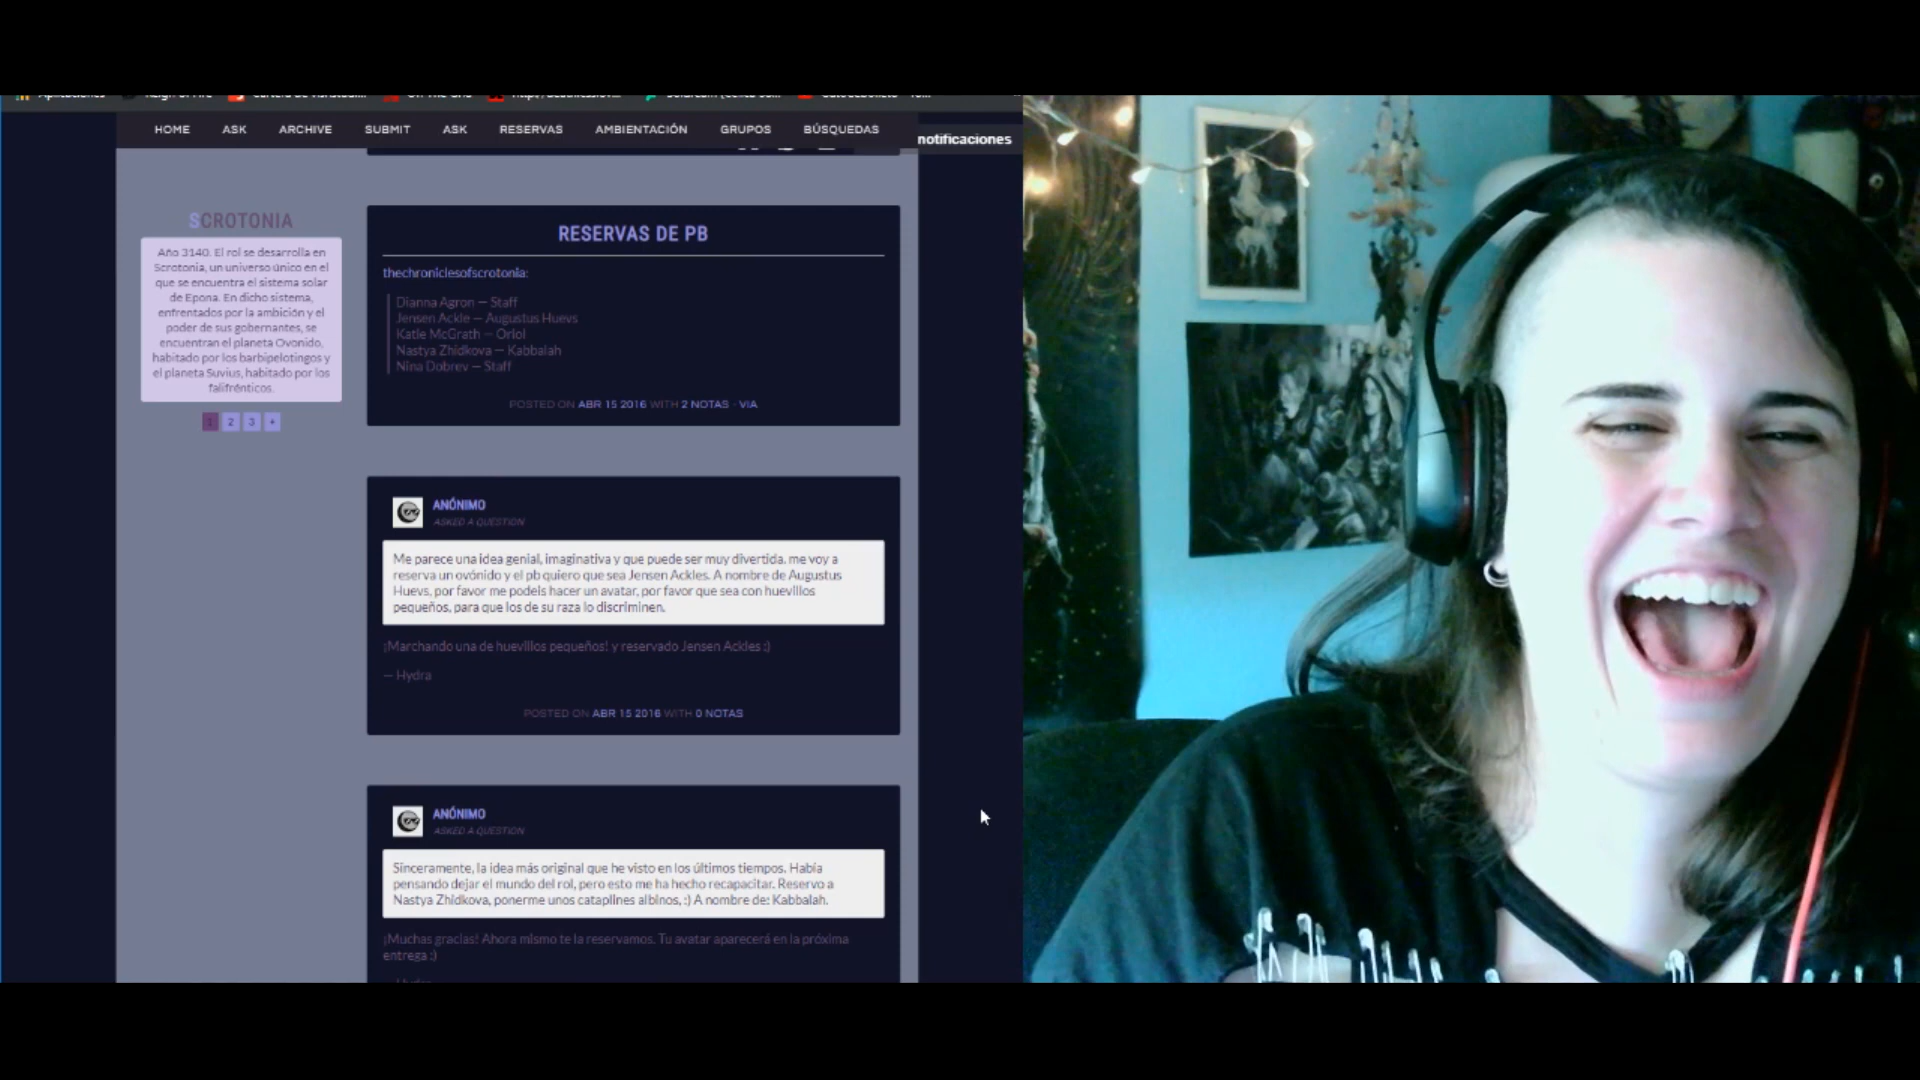 HOME ASK ARCHIVE SUBMIT ASK RESERVAS AMBIENTACIÓN GRUPOS BÚSQUEDAS
notificaciones
SCROTONIA
Año 3140. El rol se desarrolla en
Scrotonia, un universo único en el
que se encuentra el sistema solar
de Epona. En dicho sistema,
enfrentados por la ambición y el
poder de sus gobernantes, se
encuentran el planeta Ovonido,
habitado por los barbipelotingos y
el planeta Suvius, habitado por los
falifrénticos.
1 2 3
RESERVAS DE PB
thechroniclesofscrotonia:
Dianna Agron — Staff
Jensen Ackle — Augustus Huevs
Katie McGrath — Oriol
Nastya Zhidkova — Kabbalah
Nina Dobrev — Staff
POSTED ON ABR 15 2016 WITH 2 NOTAS - VIA
ANÓNIMO
ASKED A QUESTION
Me parece una idea genial, imaginativa y que puede ser muy divertida. me voy a
reserva un ovónido y el pb quiero que sea Jensen Ackles. A nombre de Augustus
Huevs, por favor me podeis hacer un avatar, por favor que sea con huevillos
pequeños, para que los de su raza lo discriminen.
¡Marchando una de huevillos pequeños! y reservado Jensen Ackles :)
— Hydra
POSTED ON ABR 15 2016 WITH 0 NOTAS
ANÓNIMO
ASKED A QUESTION
Sinceramente, la idea más original que he visto en los últimos tiempos. Había
pensando dejar el mundo del rol, pero esto me ha hecho recapacitar. Reservo a
Nastya Zhidkova, ponerme unos cataplines albinos, :) A nombre de: Kabbalah.
¡Muchas gracias! Ahora mismo te la reservamos. Tu avatar aparecerá en la próxima
entrega :)